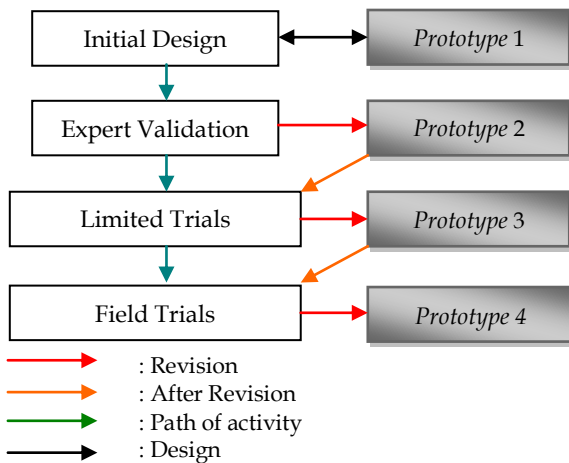 Initial Design
Prototype 1
Expert Validation
Prototype 2
Limited Trials
Prototype 3
Field Trials
Prototype 4
: Revision
: After Revision
: Path of activity
: Design